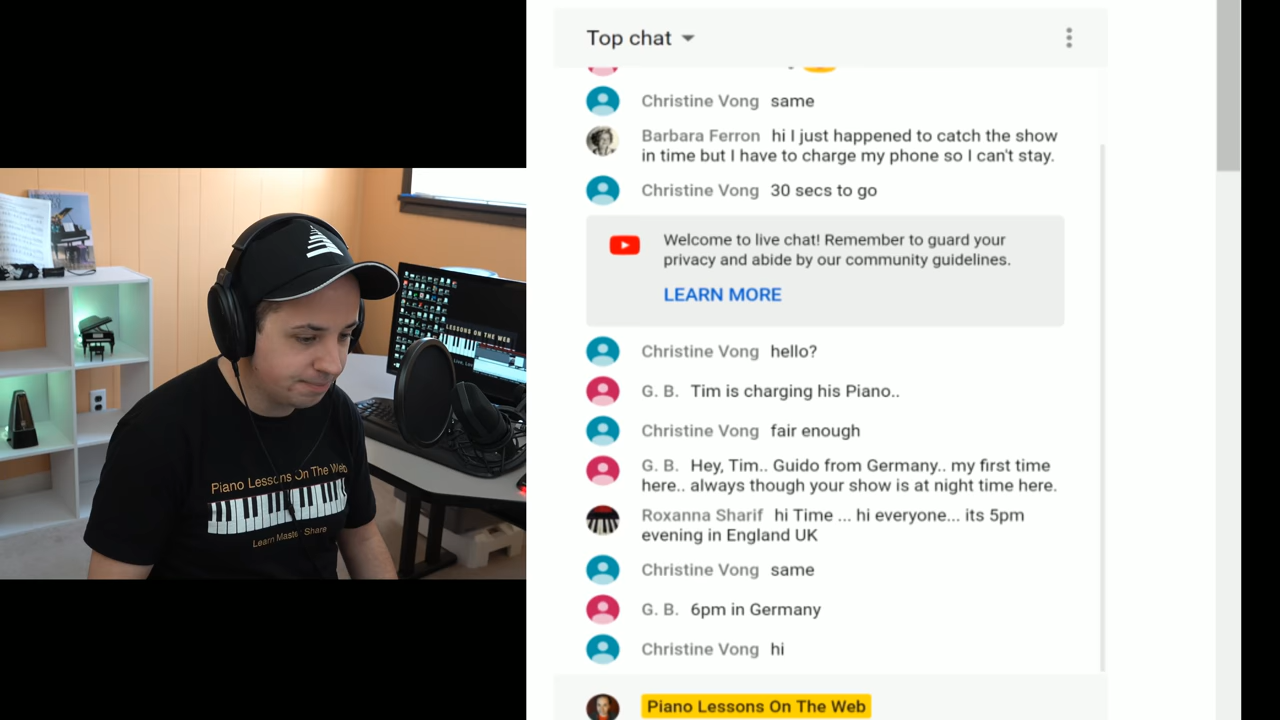 Top chat
Christine Vong same
Barbara Ferron hi I just happened to catch the show
in time but I have to charge my phone so I can't stay.
Christine Vong 30 secs to go
Welcome to live chat! Remember to guard your
privacy and abide by our community guidelines.
LEARN MORE
Christine Vong hello?
G. B. Tim is charging his Piano..
Christine Vong fair enough
G. B. Hey, Tim.. Guido from Germany.. my first time
here.. always though your show is at night time here.
Roxanna Sharif hi Time ... hi everyone... its 5pm
evening in England UK
Christine Vong same
G. B. 6pm in Germany
Christine Vong hi
Piano Lessons On The Web
LESSONS ON THE WEB
Piano Lessons On The Web
Learn Master Share